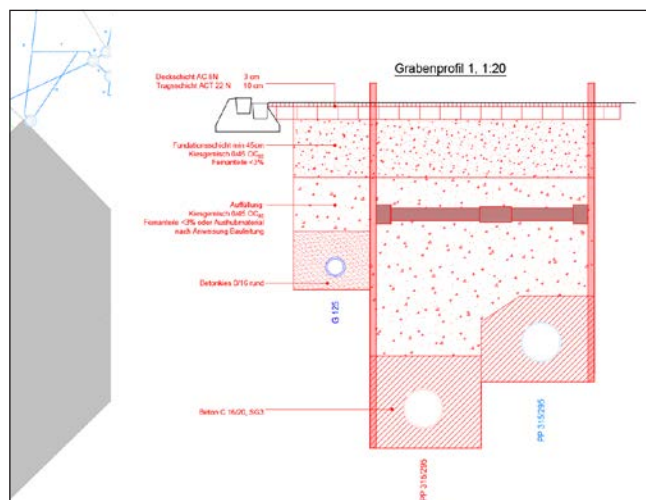 Grabenprofil 1, 1:20
Deckschicht AC 8N 3 cm
Tragschicht ACT 22 N 10 cm
Fundationsschicht min 45cm
Kiesgemisch 0/45 OC85
Feinanteile <3%
Auffüllung:
Kiesgemisch 0/45 OC85
Feinanteile <3% oder Aushubmaterial
nach Anweisung Bauleitung
Betonkies 0/16 rund
G 125
Beton C 16/20, SG3
PP 315/295
PP 315/295